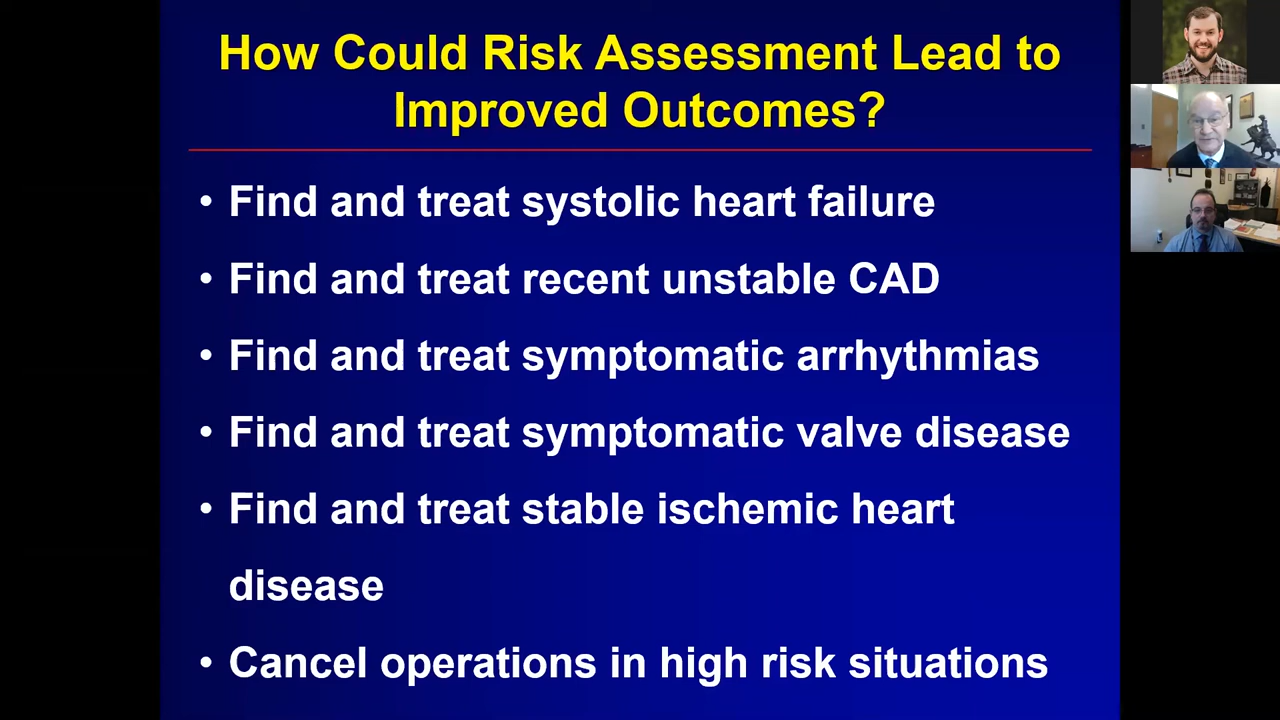 How Could Risk Assessment Lead to
Improved Outcomes?
• Find and treat systolic heart failure
• Find and treat recent unstable CAD
• Find and treat symptomatic arrhythmias
• Find and treat symptomatic valve disease
• Find and treat stable ischemic heart
disease
• Cancel operations in high risk situations